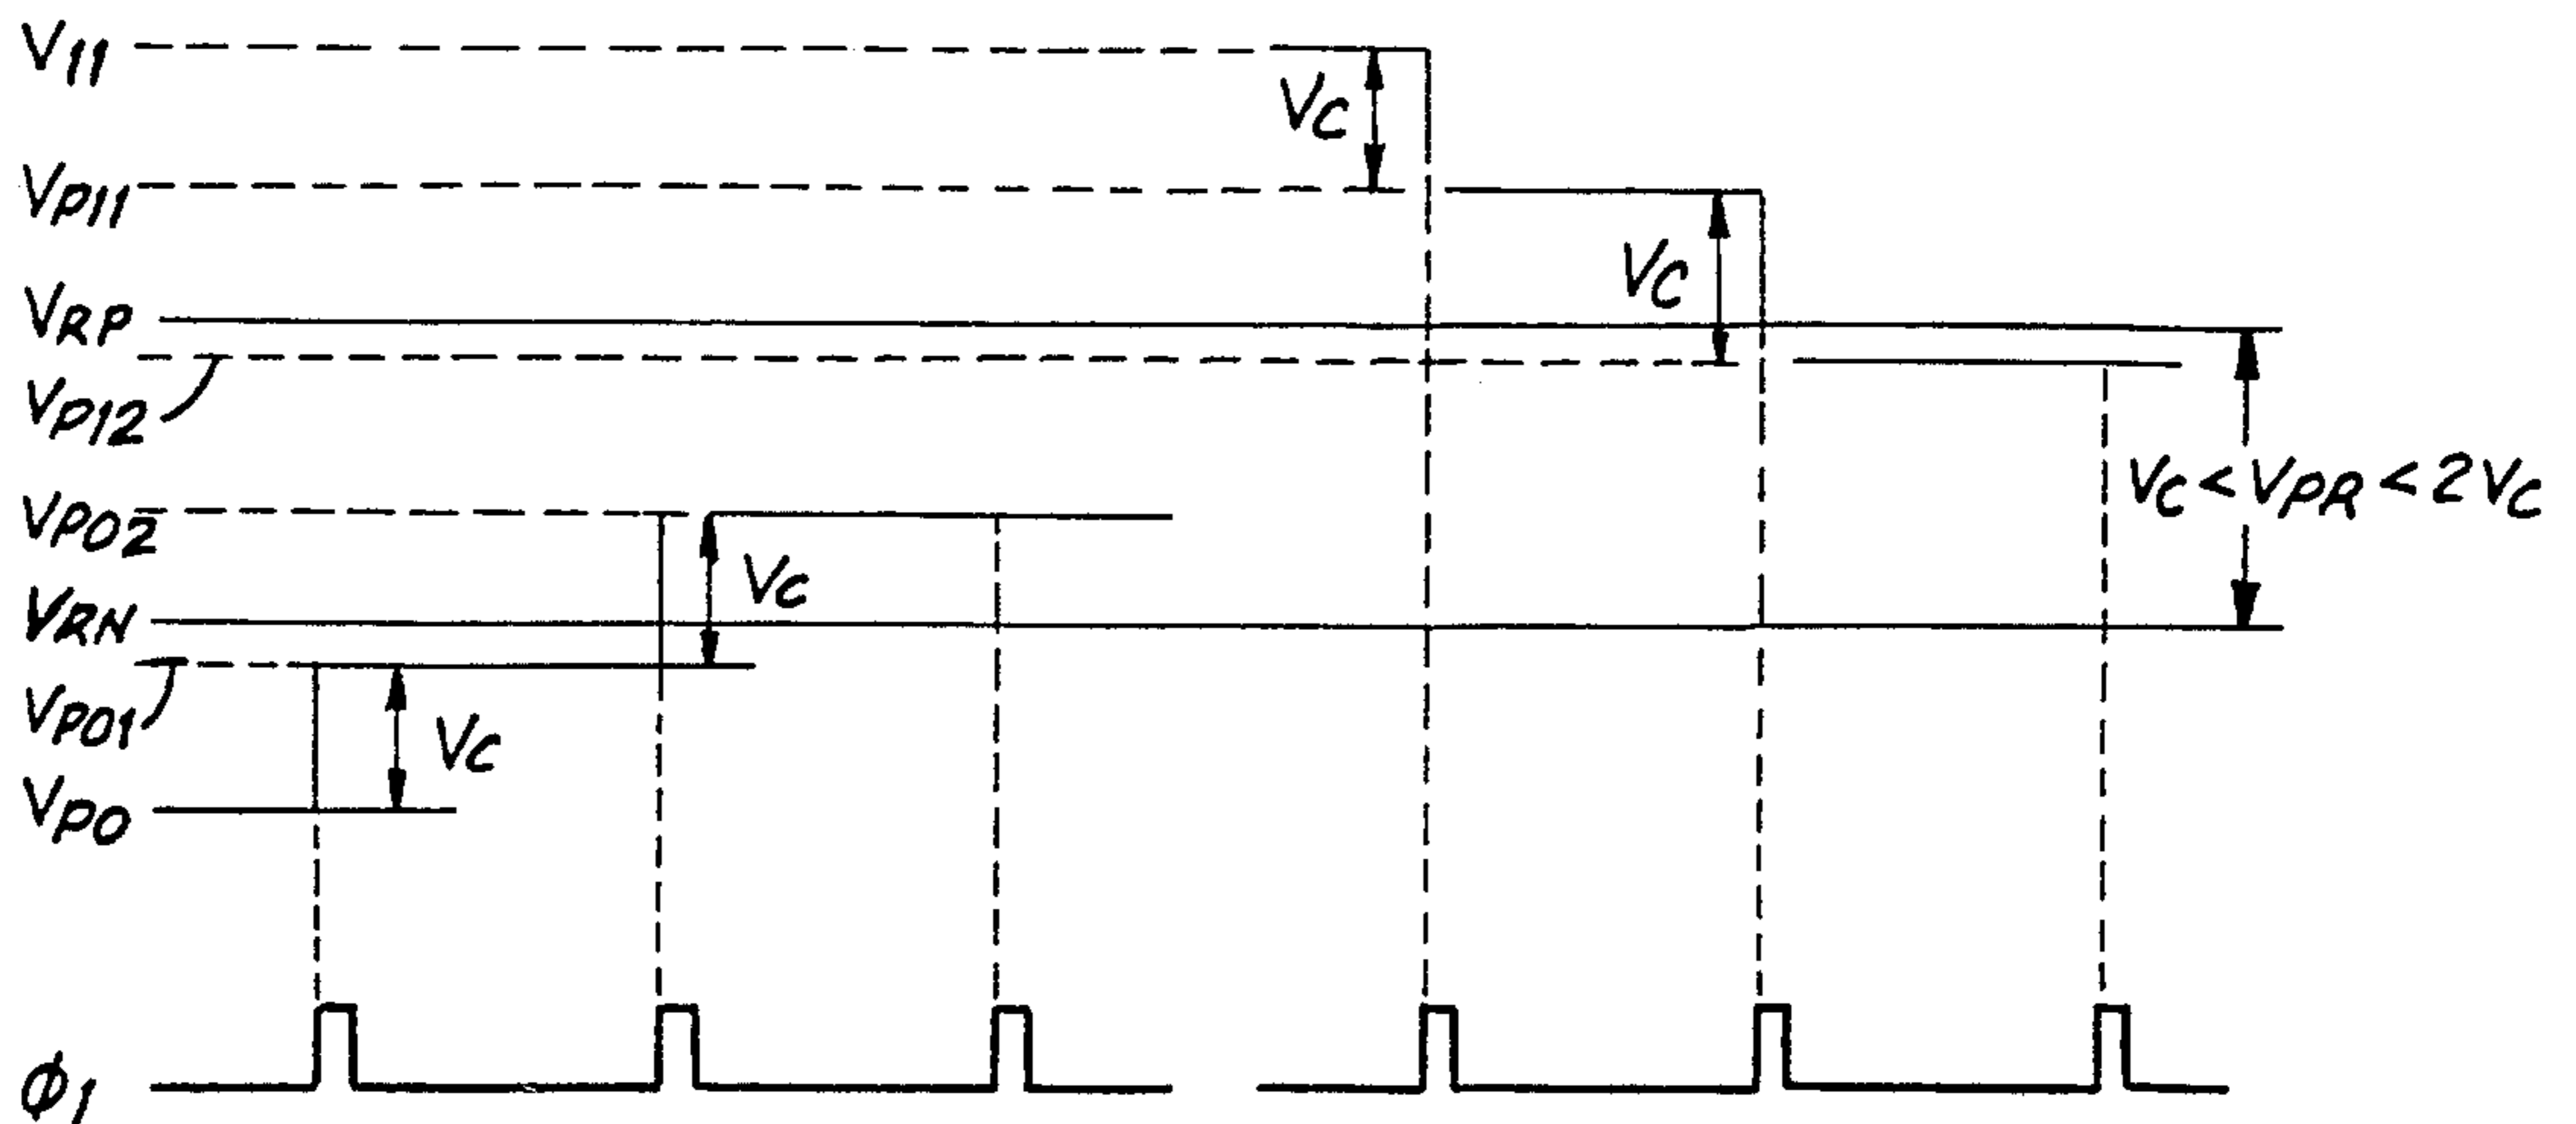 V11
VC
VP11
VC
VRP
VP12
VC < VPR < 2VC
VP02
VC
VRN
VP01
VC
VP0
ϕ1